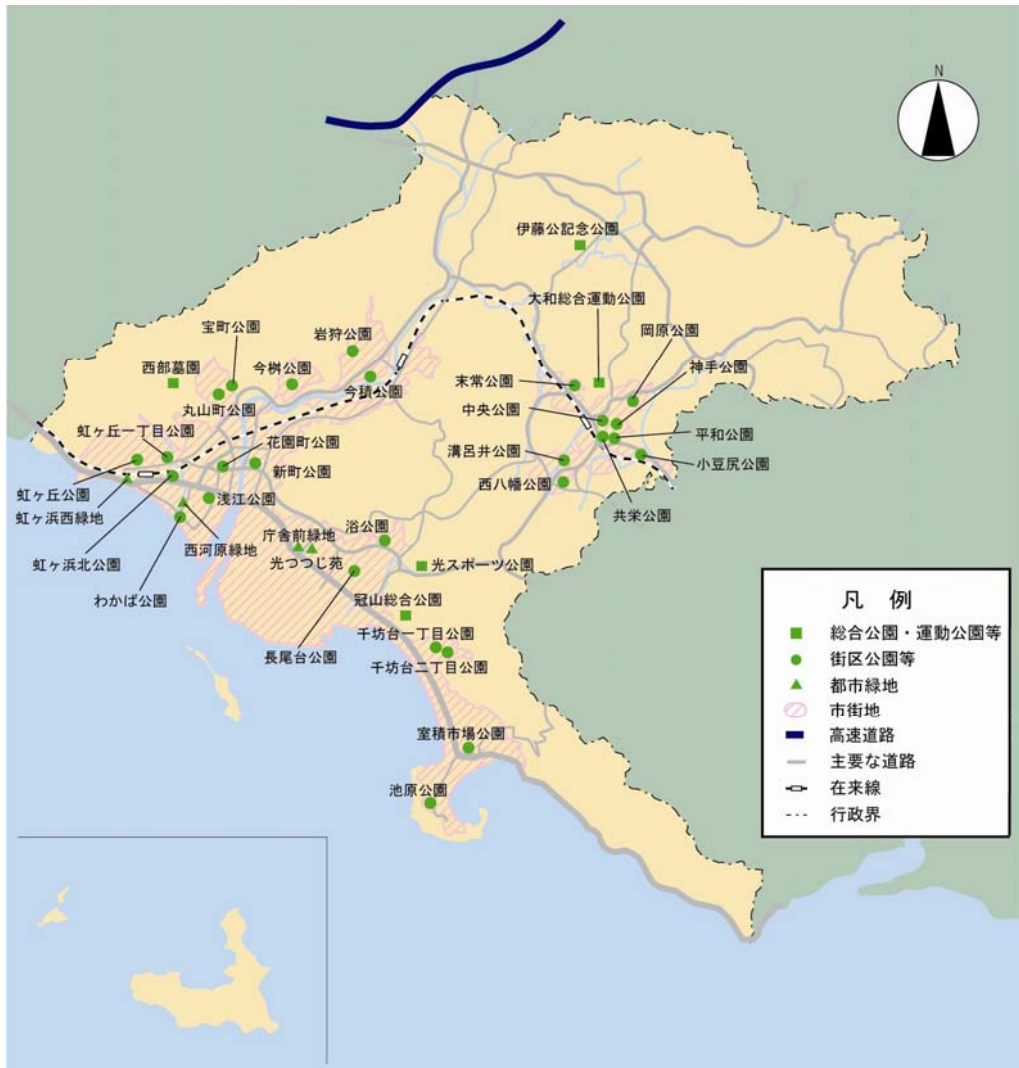 N
伊藤公記念公園
大和総合運動公園
岡原公園
宝町公園
岩狩公園
神手公園
西部墓園
今桝公園
末常公園
今積公園
丸山町公園
中央公園
虹ヶ丘一丁目公園
花園町公園
平和公園
溝呂井公園
小豆尻公園
新町公園
西八幡公園
虹ヶ丘公園
浅江公園
虹ヶ浜西緑地
共栄公園
庁舎前緑地
浴公園
西河原緑地
虹ヶ浜北公園
光つつじ苑
光スポーツ公園
わかば公園
冠山総合公園
千坊台一丁目公園
長尾台公園
千坊台二丁目公園
室積市場公園
池原公園
凡 例
総合公園・運動公園等
街区公園等
都市緑地
市街地
高速道路
主要な道路
在来線
行政界